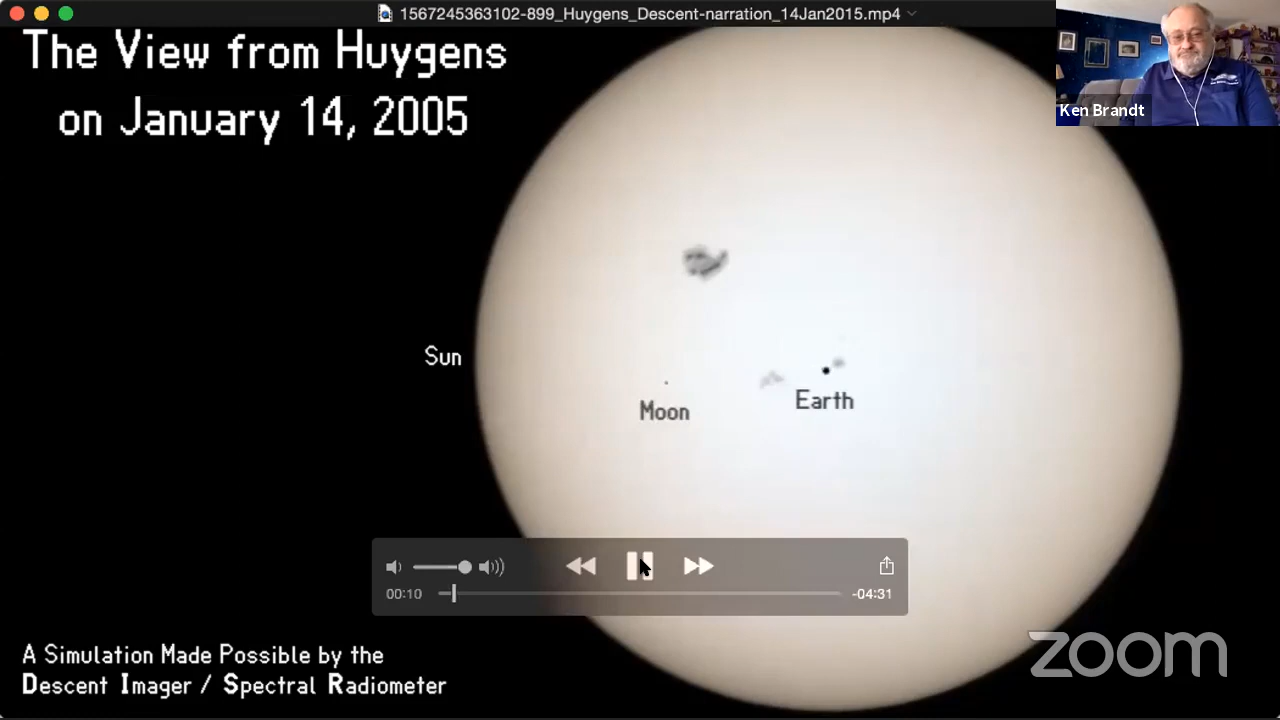 1567245363102-899_Huygens_Descent-narration_14Jan2015.mp4
The View from Huygens
on January 14, 2005
Ken Brandt
Sun
Moon
Earth
00:10
-04:31
A Simulation Made Possible by the
Descent Imager / Spectral Radiometer
zoom